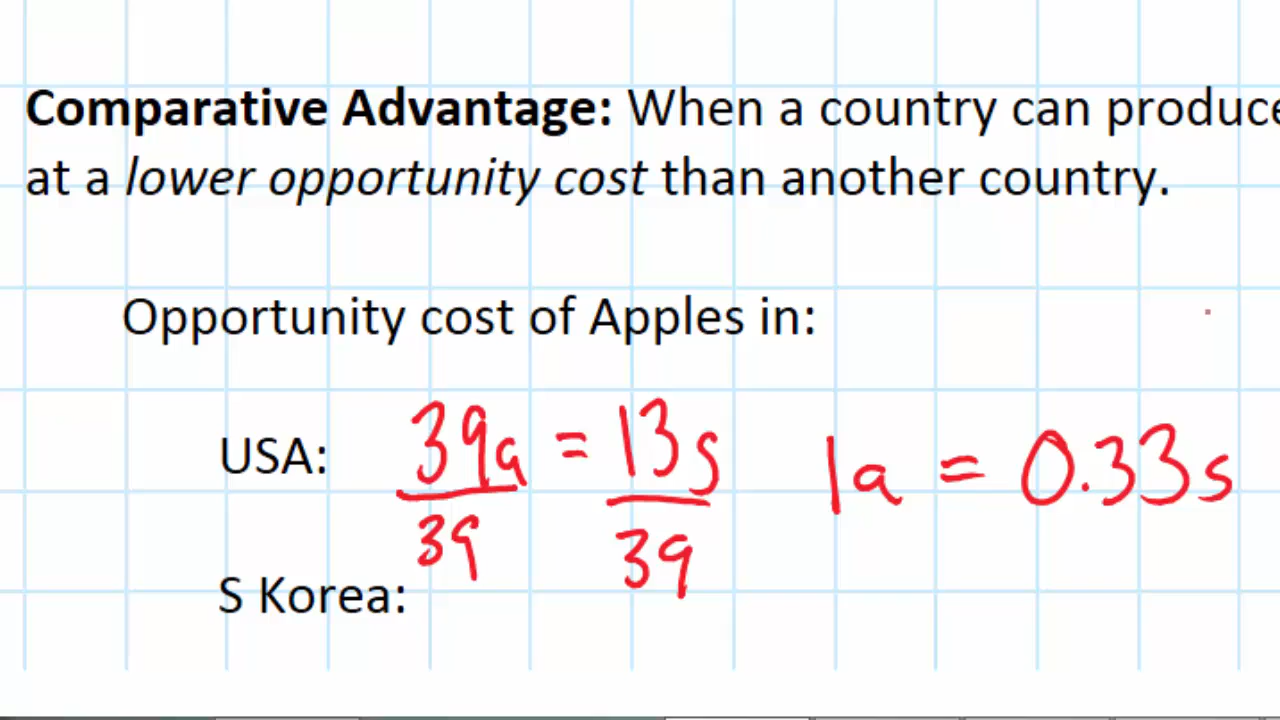 Comparative Advantage: When a country can produce
at a lower opportunity cost than another country.
Opportunity cost of Apples in:
USA: 39a/39 = 13s/39 1a = 0.33s
S Korea: